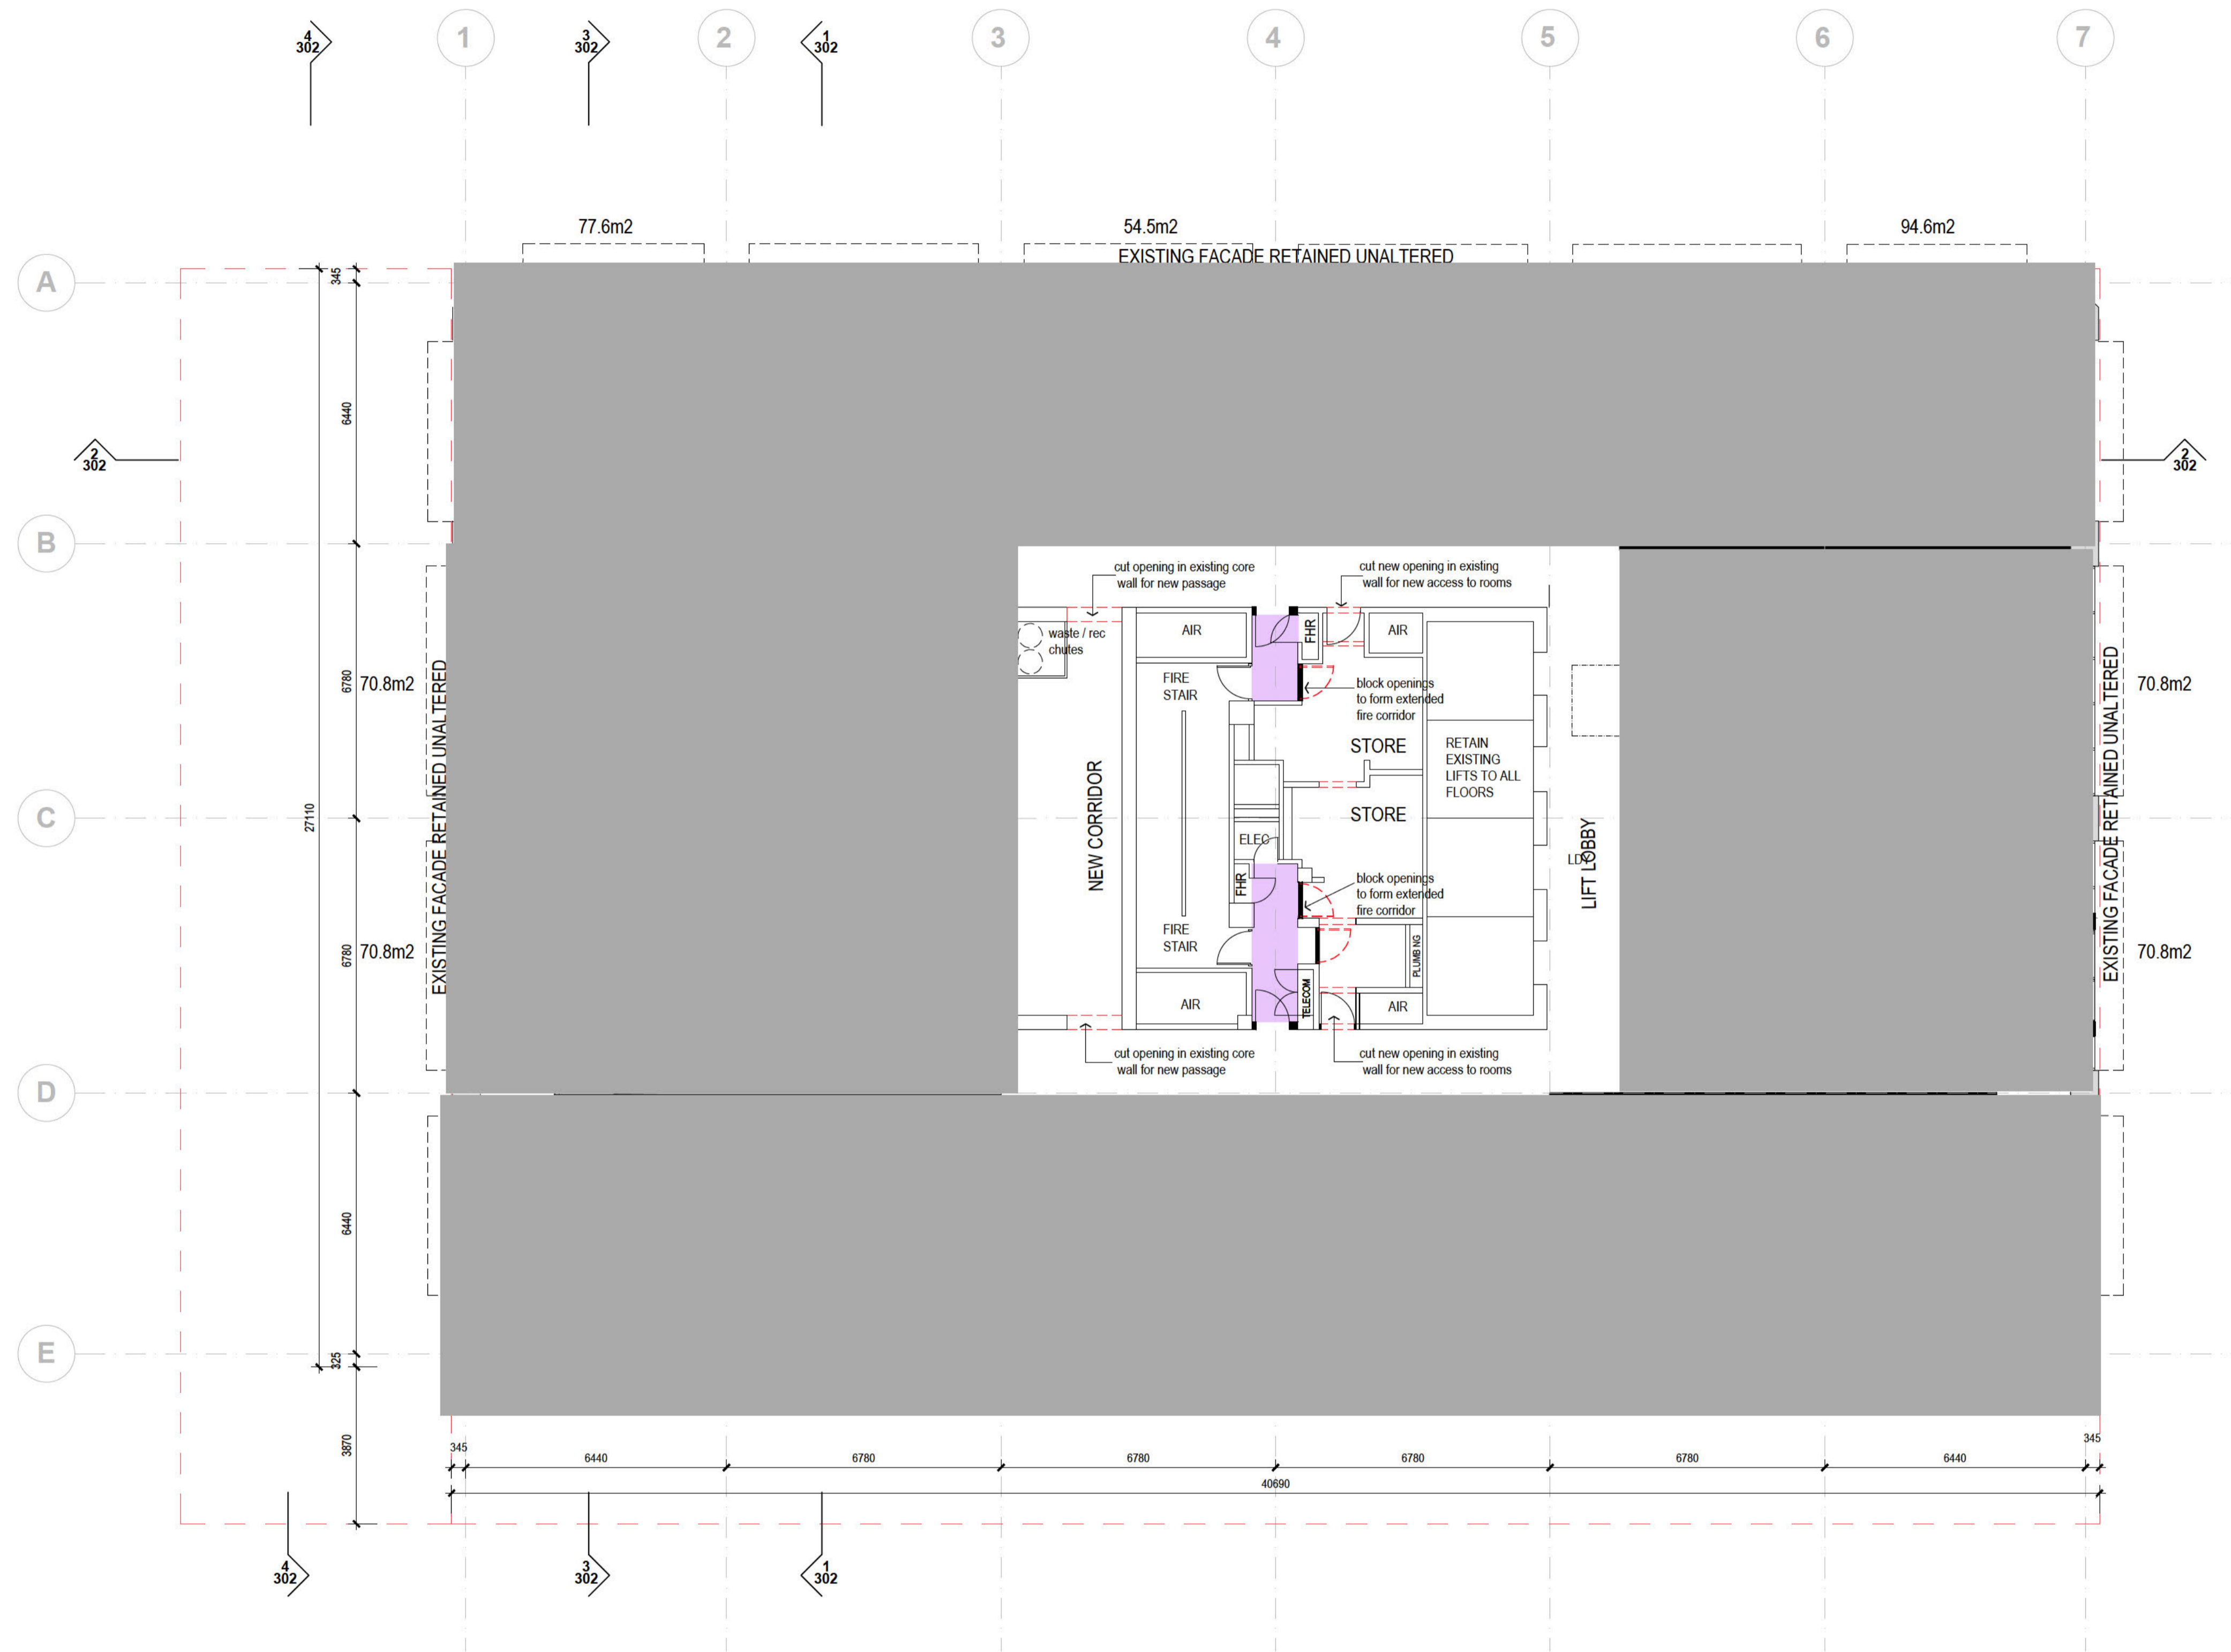 4
302
1
2
3
302
1
302
3
4
5
6
7
77.6m2
54.5m2
94.6m2
EXISTING FACADE RETAINED UNALTERED
A
345
6440
2
302
2
302
B
cut opening in existing core
wall for new passage
cut new opening in existing
wall for new access to rooms
waste / rec
chutes
AIR
FHR
AIR
FIRE
STAIR
block openings
to form extended
fire corridor
6780
70.8m2
70.8m2
EXISTING FACADE RETAINED UNALTERED
EXISTING FACADE RETAINED UNALTERED
STORE
RETAIN
EXISTING
LIFTS TO ALL
FLOORS
27110
C
NEW CORRIDOR
STORE
ELEC
LIFT LOBBY
FHR
block openings
to form extended
fire corridor
6780
70.8m2
70.8m2
FIRE
STAIR
PLUMB NG
AIR
TELECOM
AIR
cut opening in existing core
wall for new passage
cut new opening in existing
wall for new access to rooms
D
6440
E
325
3870
345
6440
6780
6780
6780
6780
6440
345
40690
4
302
3
302
1
302